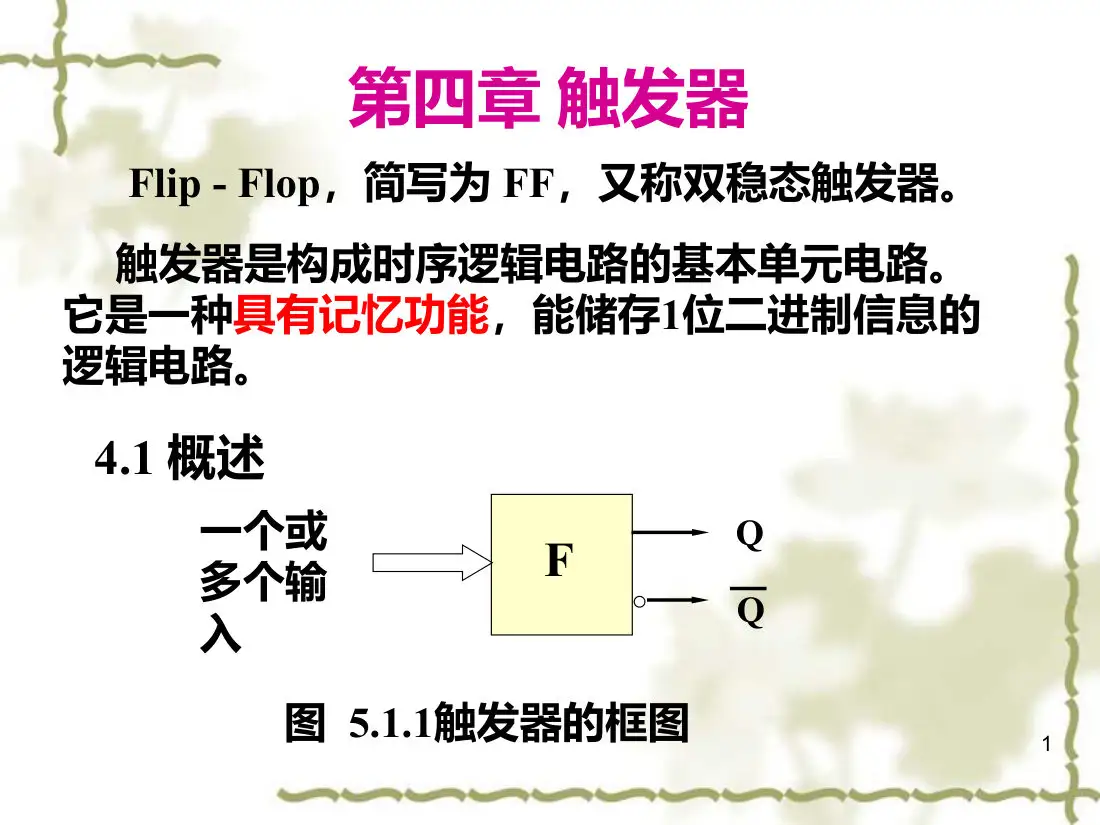 第四章 触发器
Flip - Flop，简写为 FF，又称双稳态触发器。
触发器是构成时序逻辑电路的基本单元电路。
它是一种具有记忆功能，能储存1位二进制信息的
逻辑电路。
4.1 概述
一个或
多个输
入
F
Q
Q̅
图 5.1.1触发器的框图
1